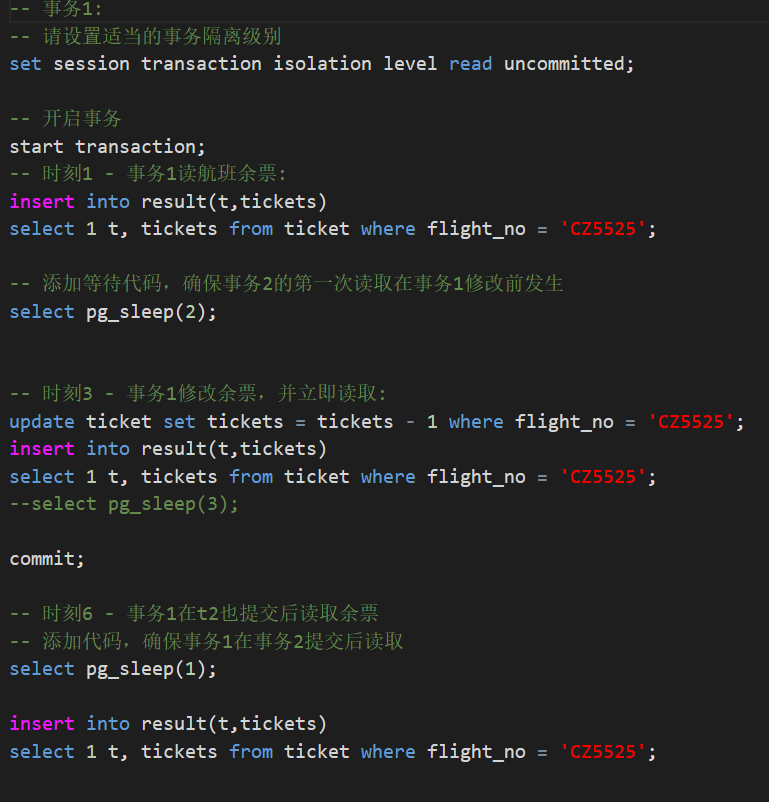 -- 事务1:
-- 请设置适当的事务隔离级别
set session transaction isolation level read uncommitted;
-- 开启事务
start transaction;
-- 时刻1 - 事务1读航班余票:
insert into result(t,tickets)
select 1 t, tickets from ticket where flight_no = 'CZ5525';
-- 添加等待代码，确保事务2的第一次读取在事务1修改前发生
select pg_sleep(2);
-- 时刻3 - 事务1修改余票，并立即读取:
update ticket set tickets = tickets - 1 where flight_no = 'CZ5525';
insert into result(t,tickets)
select 1 t, tickets from ticket where flight_no = 'CZ5525';
--select pg_sleep(3);
commit;
-- 时刻6 - 事务1在t2也提交后读取余票
-- 添加代码，确保事务1在事务2提交后读取
select pg_sleep(1);
insert into result(t,tickets)
select 1 t, tickets from ticket where flight_no = 'CZ5525';